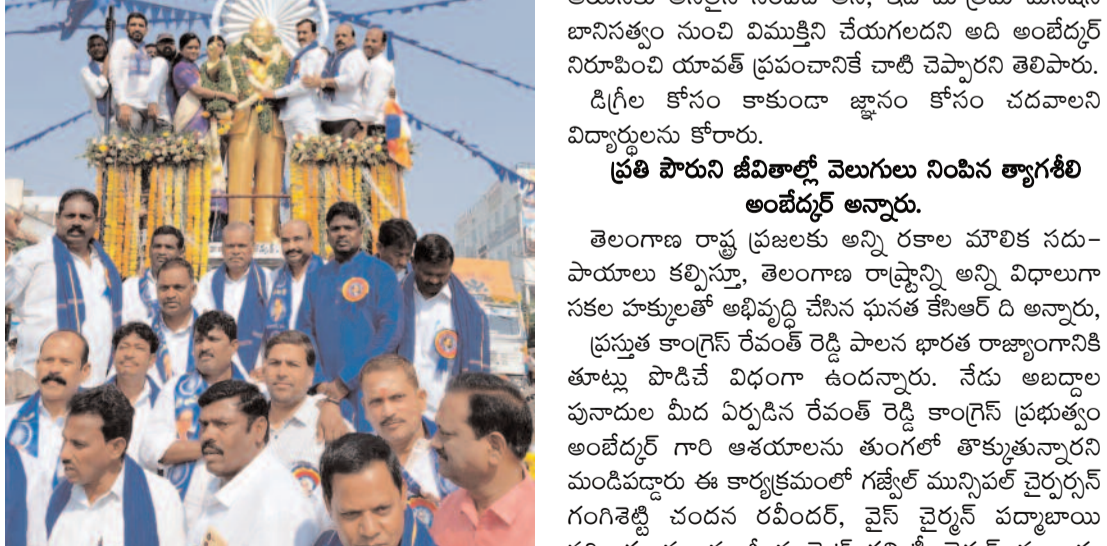 బానిసత్వం నుంచి విముక్తిని చేయగలదని అది అంబేద్కర్
నిరూపించి యావత్ ప్రపంచానికే చాటి చెప్పారని తెలిపారు.
డిగ్రీల కోసం కాకుండా జ్ఞానం కోసం చదవాలని
విద్యార్థులను కోరారు.
ప్రతి పౌరుని జీవితాల్లో వెలుగులు నింపిన త్యాగశీలి
అంబేద్కర్ అన్నారు.
తెలంగాణ రాష్ట్ర ప్రజలకు అన్ని రకాల మౌలిక సదు-
పాయాలు కల్పిస్తూ, తెలంగాణ రాష్ట్రాన్ని అన్ని విధాలుగా
సకల హక్కులతో అభివృద్ధి చేసిన ఘనత కేసిఆర్ ది అన్నారు,
ప్రస్తుత కాంగ్రెస్ రేవంత్ రెడ్డి పాలన భారత రాజ్యాంగానికి
తూట్లు పొడిచే విధంగా ఉందన్నారు. నేడు అబద్దాల
పునాదుల మీద ఏర్పడిన రేవంత్ రెడ్డి కాంగ్రెస్ ప్రభుత్వం
అంబేద్కర్ గారి ఆశయాలను తుంగలో తొక్కుతున్నారని
మండిపడ్డారు ఈ కార్యక్రమంలో గజ్వేల్ మున్సిపల్ చైర్పర్సన్
గంగిశెట్టి చందన రవీందర్, వైస్ చైర్మన్ పద్మాబాయి